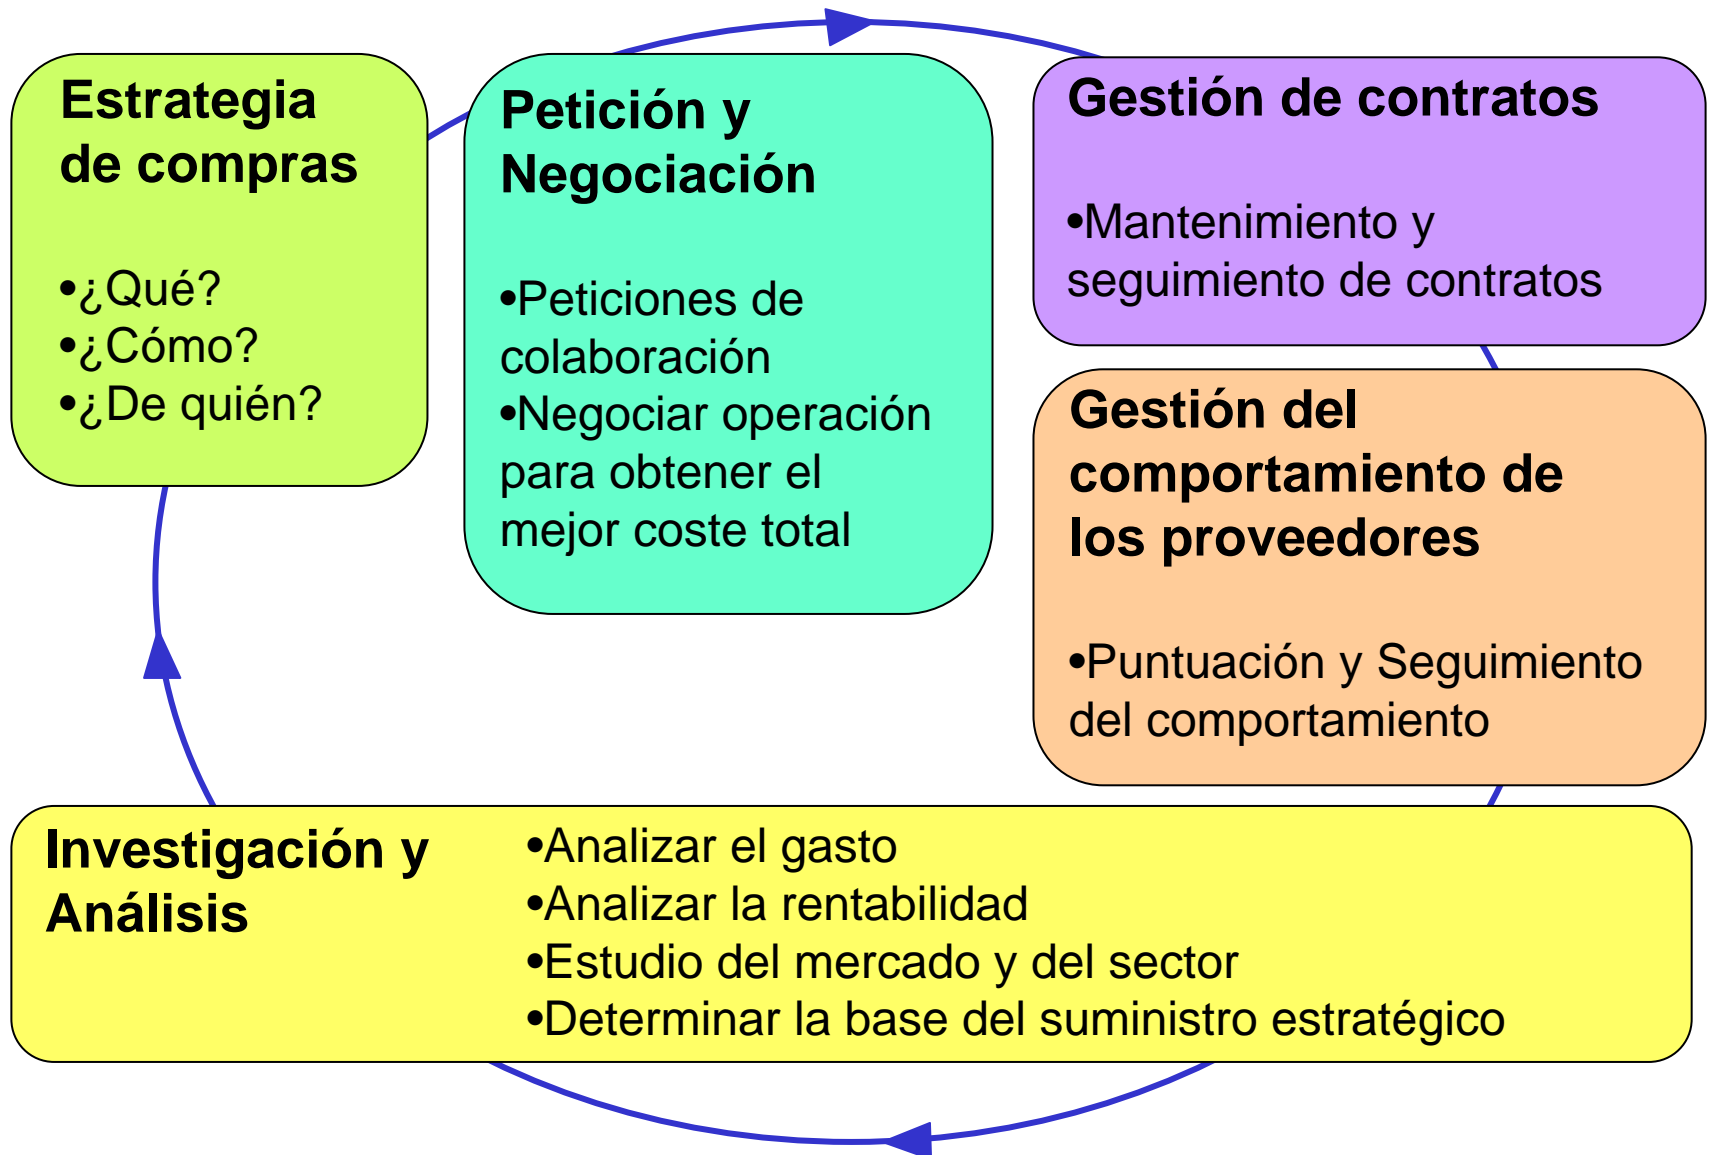 Estrategia
de compras
•¿Qué?
•¿Cómo?
•¿De quién?
Petición y
Negociación
•Peticiones de
colaboración
•Negociar operación
para obtener el
mejor coste total
Gestión de contratos
•Mantenimiento y
seguimiento de contratos
Gestión del
comportamiento de
los proveedores
•Puntuación y Seguimiento
del comportamiento
Investigación y
Análisis
•Analizar el gasto
•Analizar la rentabilidad
•Estudio del mercado y del sector
•Determinar la base del suministro estratégico